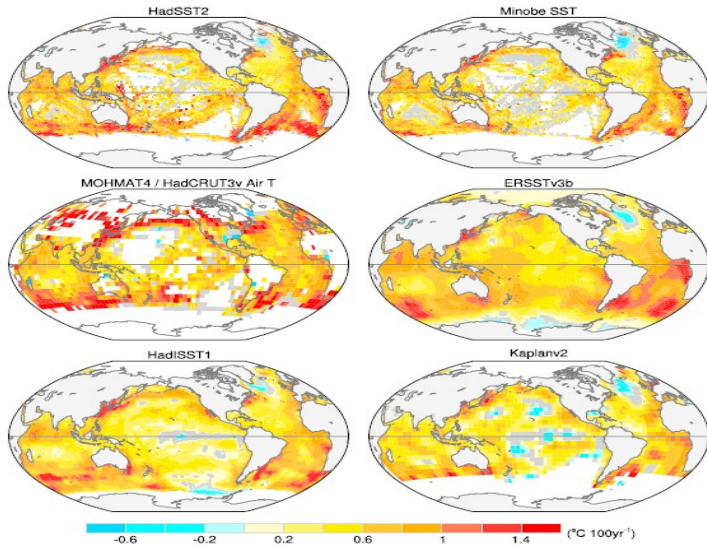 HadSST2
Minobe SST
MOHMAT4 / HadCRUT3v Air T
ERSSTv3b
HadISST1
Kaplanv2
-0.6 -0.2 0.2 0.6 1 1.4 (°C 100yr⁻¹)